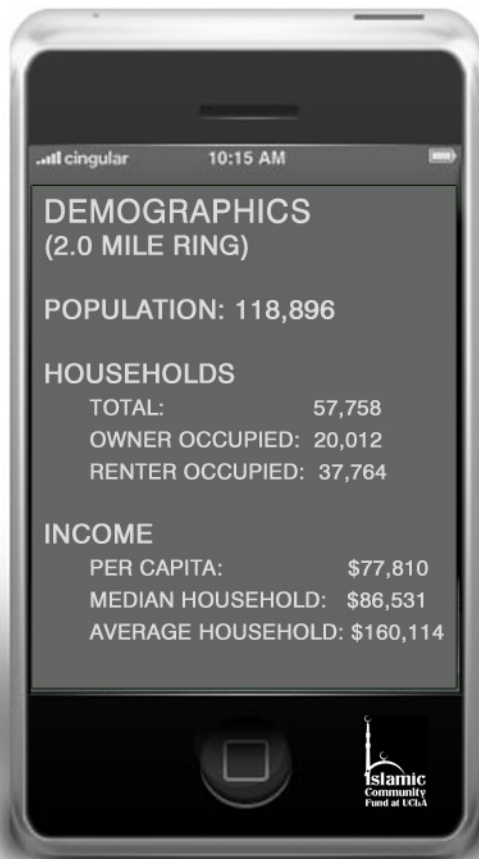 cingular 10:15 AM
DEMOGRAPHICS
(2.0 MILE RING)
POPULATION: 118,896
HOUSEHOLDS
TOTAL: 57,758
OWNER OCCUPIED: 20,012
RENTER OCCUPIED: 37,764
INCOME
PER CAPITA: $77,810
MEDIAN HOUSEHOLD: $86,531
AVERAGE HOUSEHOLD: $160,114
Islamic
Community
Fund at UCLA